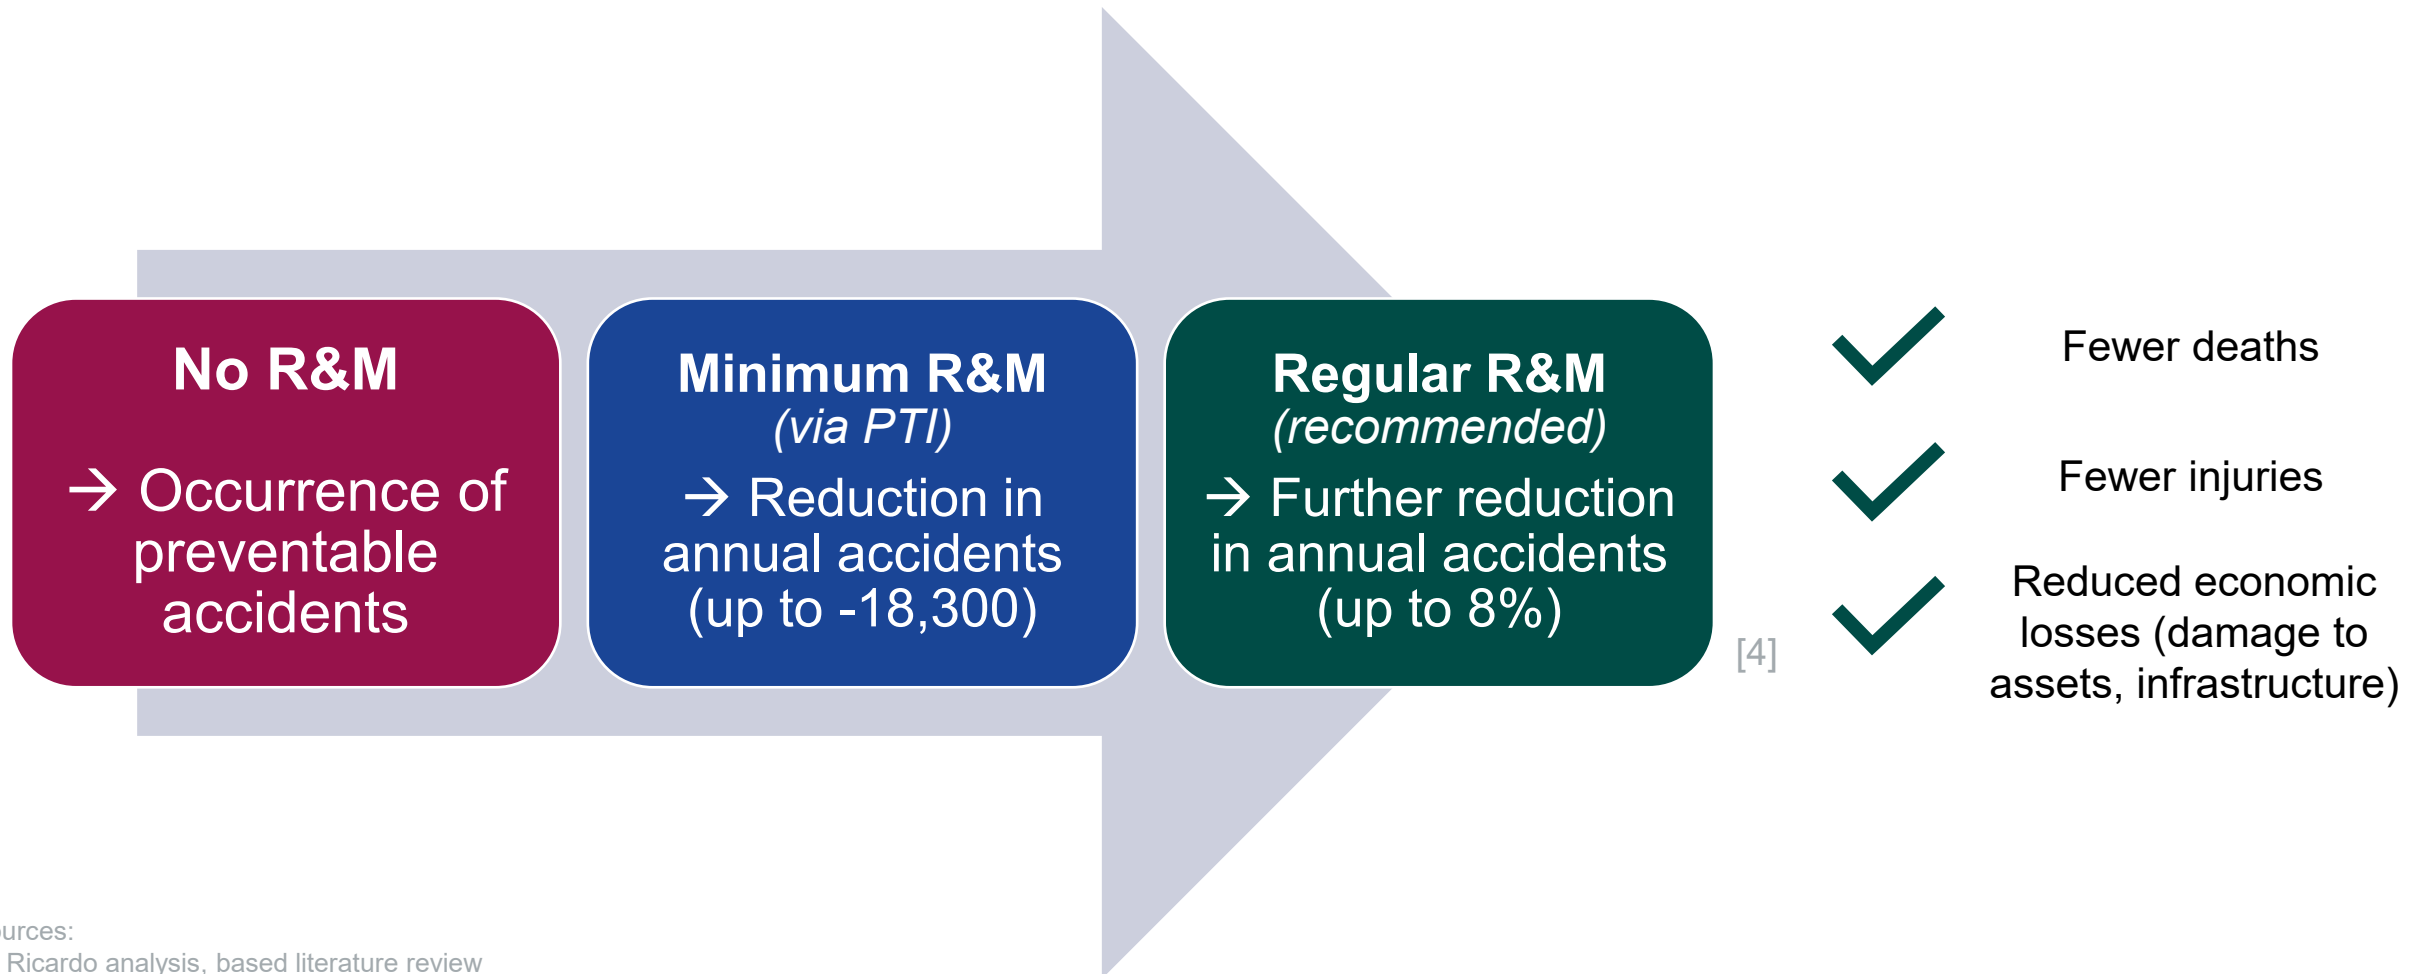 No R&M
→ Occurrence of
preventable
accidents
Minimum R&M
(via PTI)
→ Reduction in
annual accidents
(up to -18,300)
Regular R&M
(recommended)
→ Further reduction
in annual accidents
(up to 8%)
[4]
Fewer deaths
Fewer injuries
Reduced economic
losses (damage to
assets, infrastructure)
urces:
Ricardo analysis, based literature review